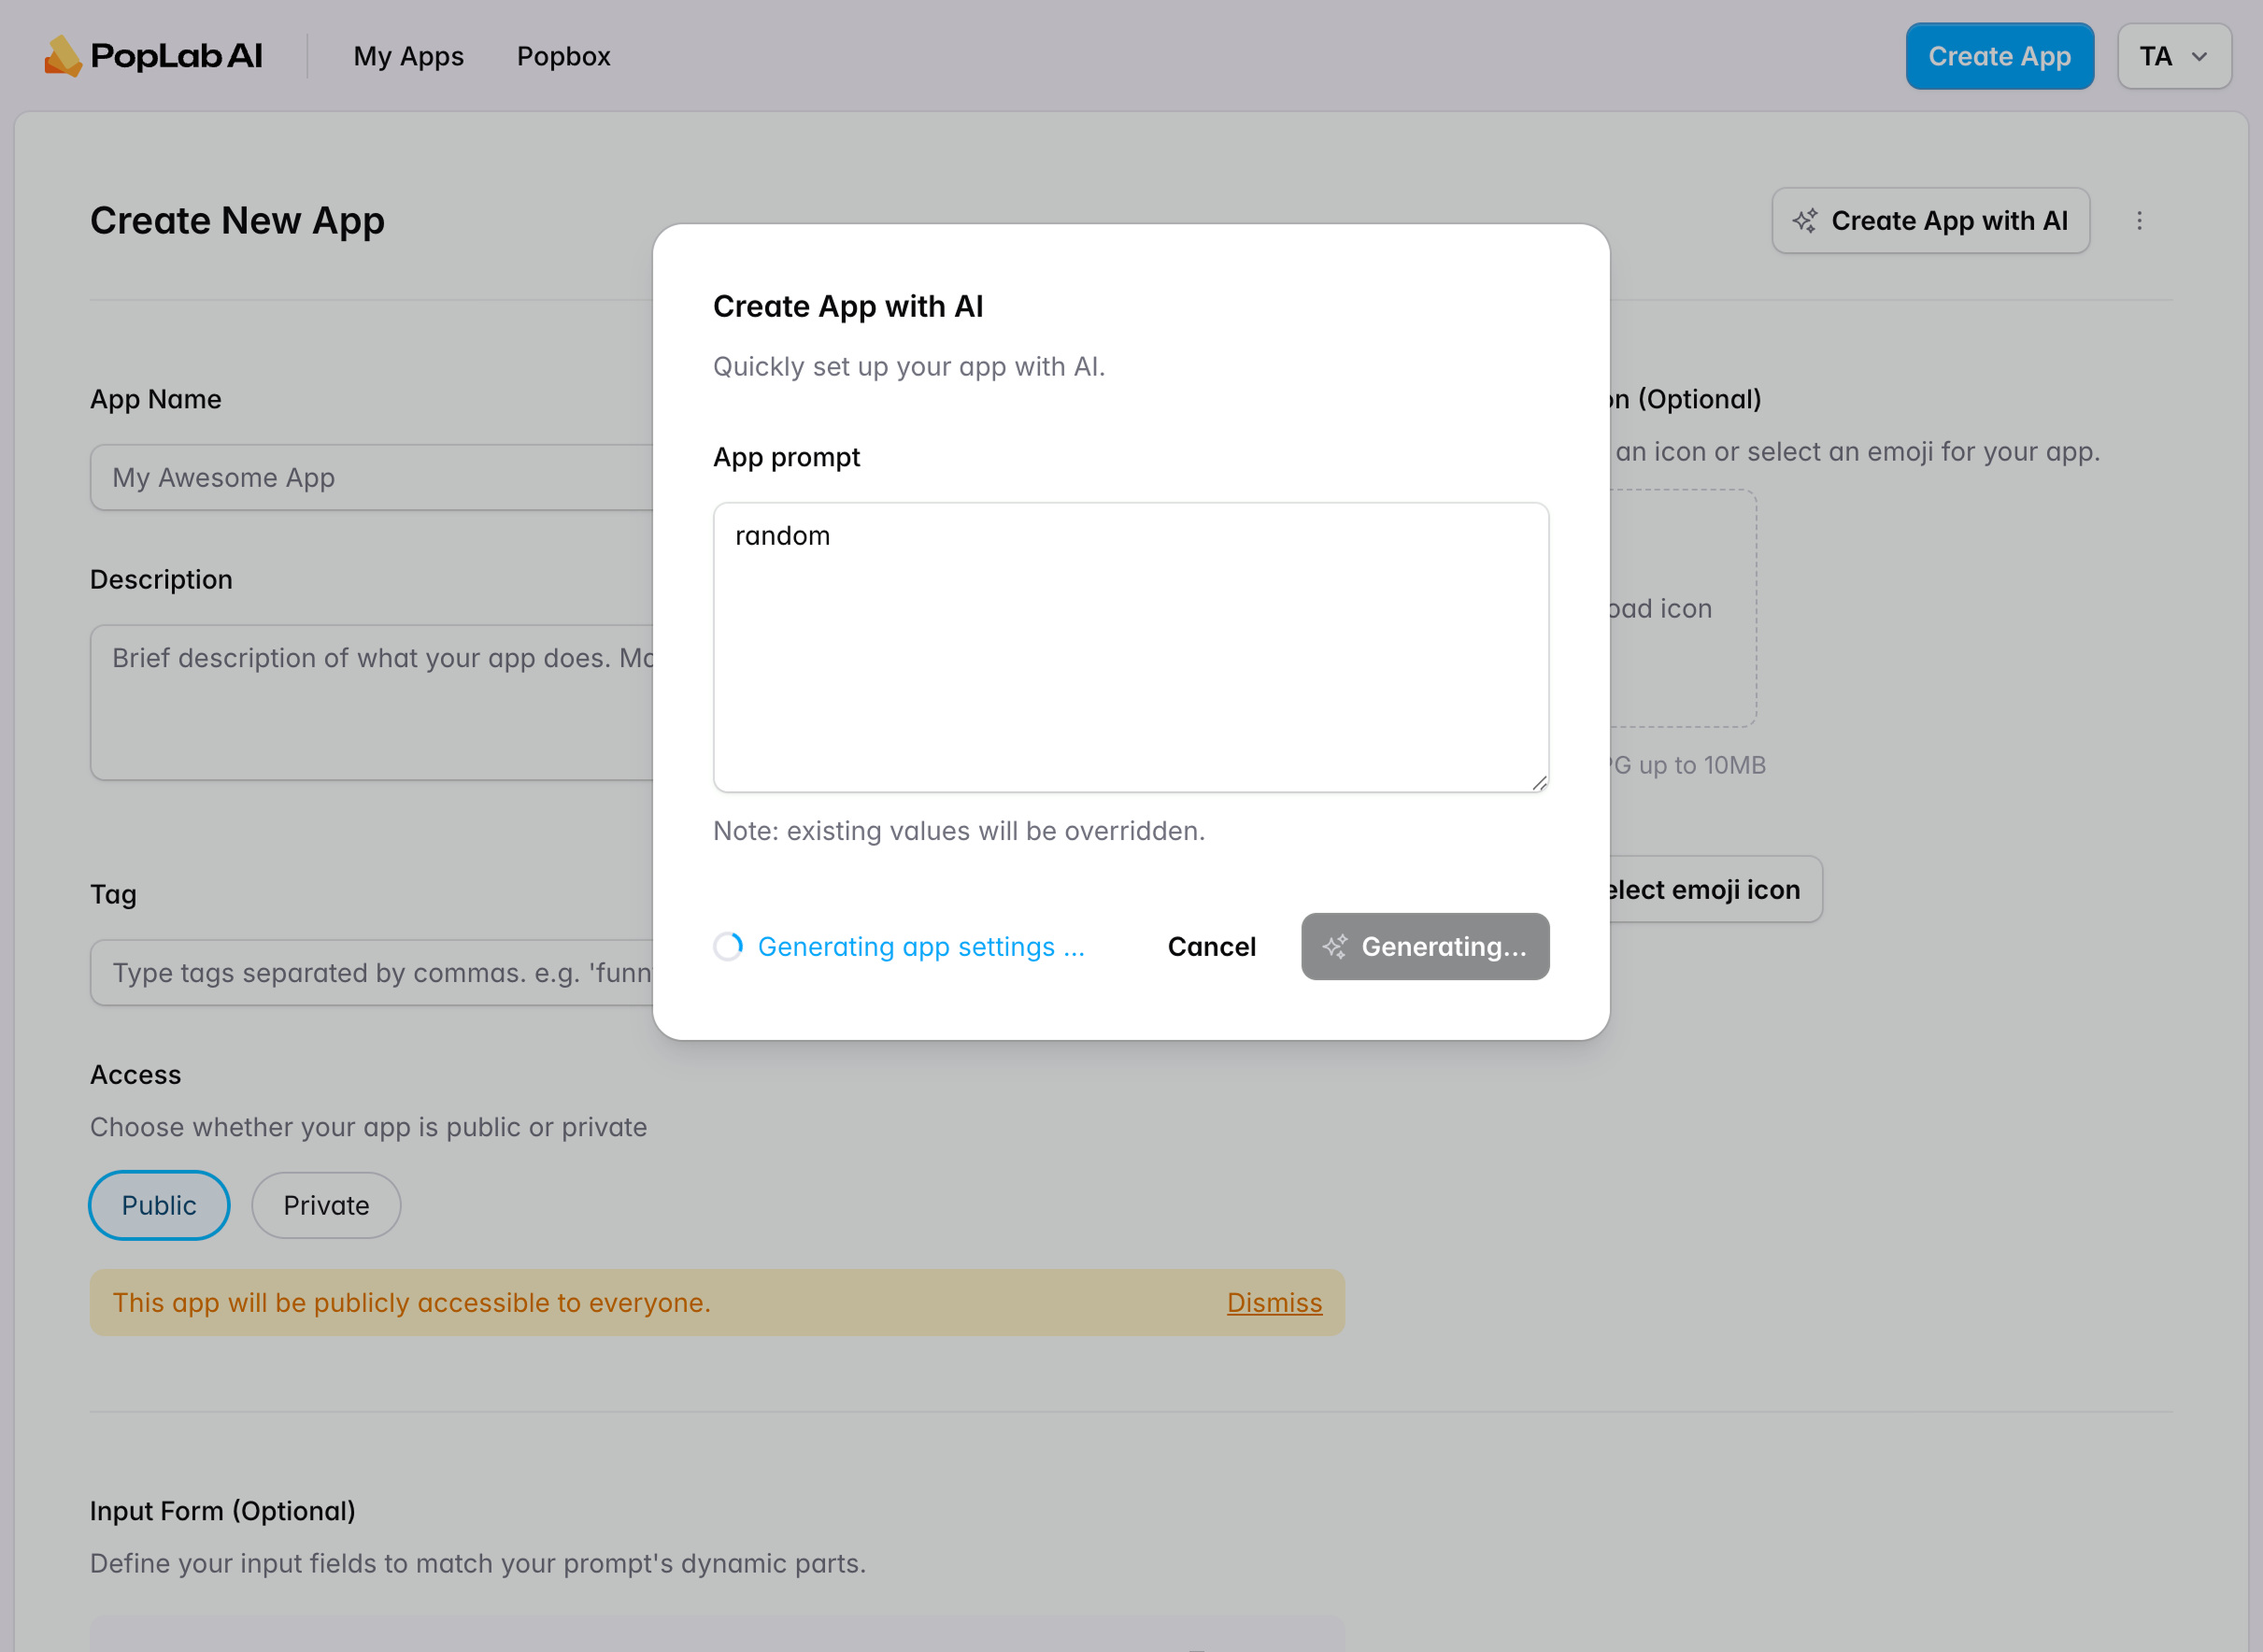 PopLab AI
My Apps
Popbox
Create App
TA
Create New App
Create App with AI
App Name
My Awesome App
Description
Brief description of what your app does.
Tag
Type tags separated by commas. e.g. 'funn
Access
Choose whether your app is public or private
Public
Private
This app will be publicly accessible to everyone.
Dismiss
Input Form (Optional)
Define your input fields to match your prompt's dynamic parts.
(Optional)
an icon or select an emoji for your app.
icon
up to 10MB
emoji icon
Create App with AI
Quickly set up your app with AI.
App prompt
random
Note: existing values will be overridden.
Generating app settings ...
Cancel
Generating...